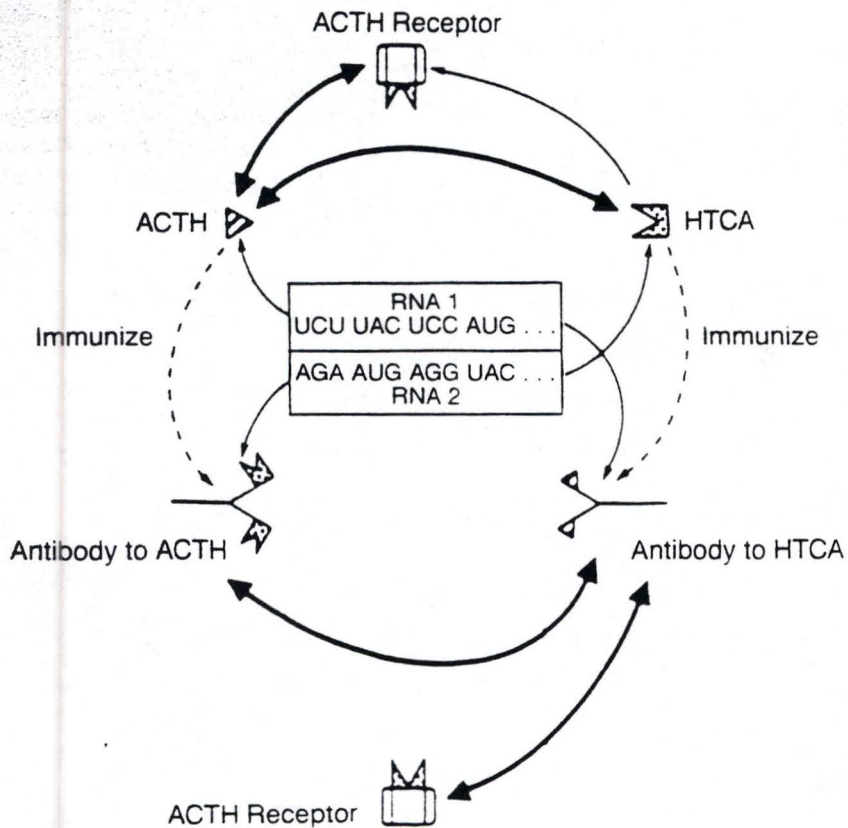 ACTH Receptor
ACTH
HTCA
RNA 1
UCU UAC UCC AUG . . .
Immunize
Immunize
AGA AUG AGG UAC . . .
RNA 2
Antibody to ACTH
Antibody to HTCA
ACTH Receptor